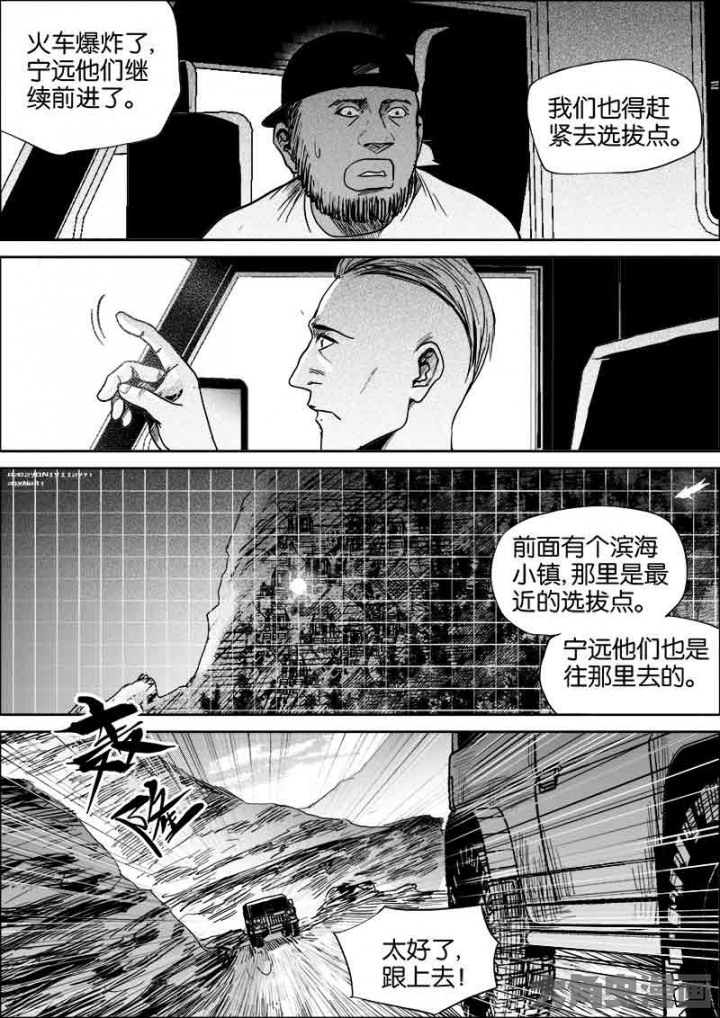 火车爆炸了，
宁远他们继
续前进了。
我们也得赶
紧去选拔点。
前面有个滨海
小镇，那里是最
近的选拔点。
宁远他们也是
往那里去的。
太好了，
跟上去！